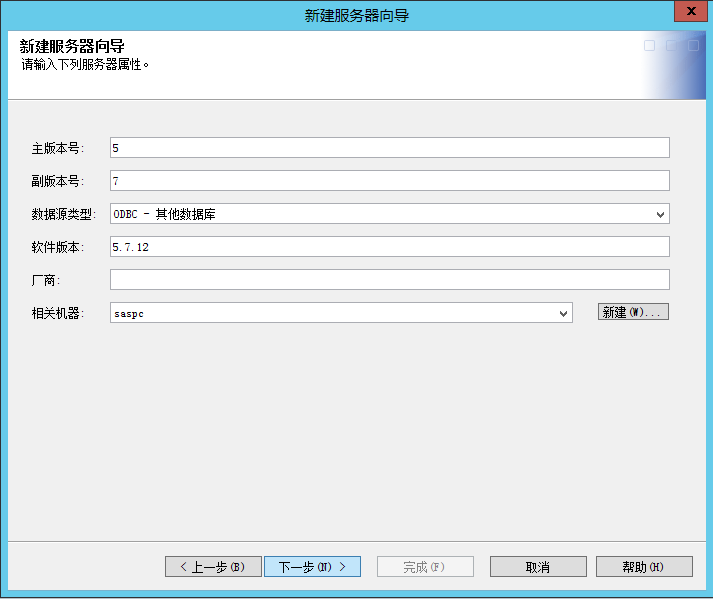 新建服务器向导
新建服务器向导
请输入下列服务器属性。
主版本号: 5
副版本号: 7
数据源类型: ODBC - 其他数据库
软件版本: 5.7.12
厂商:
相关机器: saspc 新建(W)...
< 上一步(B) 下一步(N) > 完成(F) 取消 帮助(H)